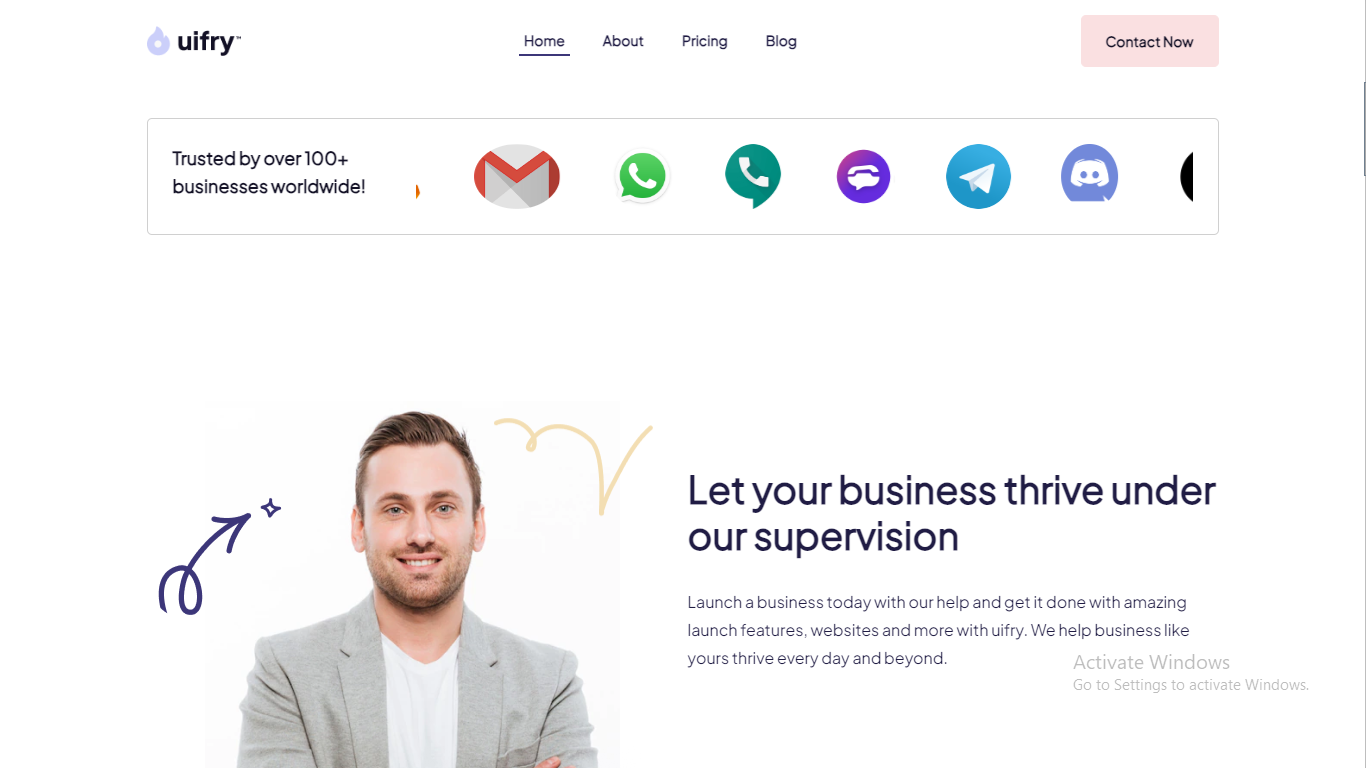 uifry™
Home
About
Pricing
Blog
Contact Now
Trusted by over 100+
businesses worldwide!
Let your business thrive under
our supervision
Launch a business today with our help and get it done with amazing
launch features, websites and more with uifry. We help business like
yours thrive every day and beyond.
Activate Windows
Go to Settings to activate Windows.